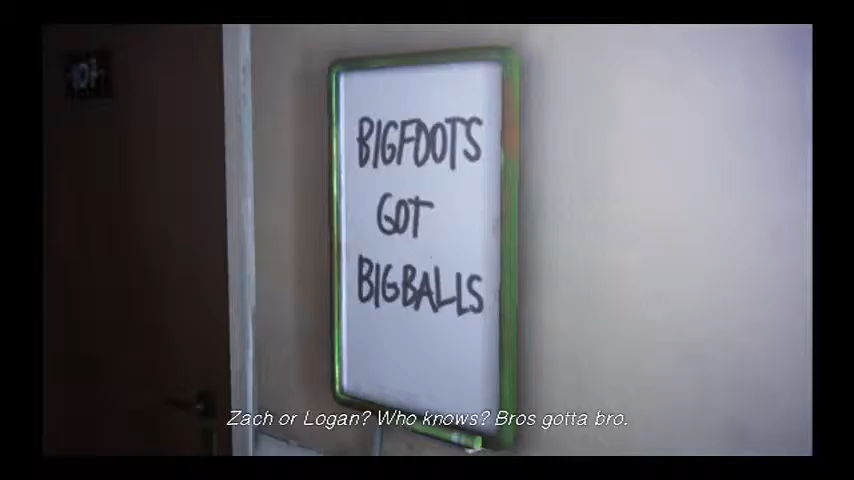 BIGFOOTS
GOT
BIGBALLS
Zach or Logan? Who knows? Bros gotta bro.